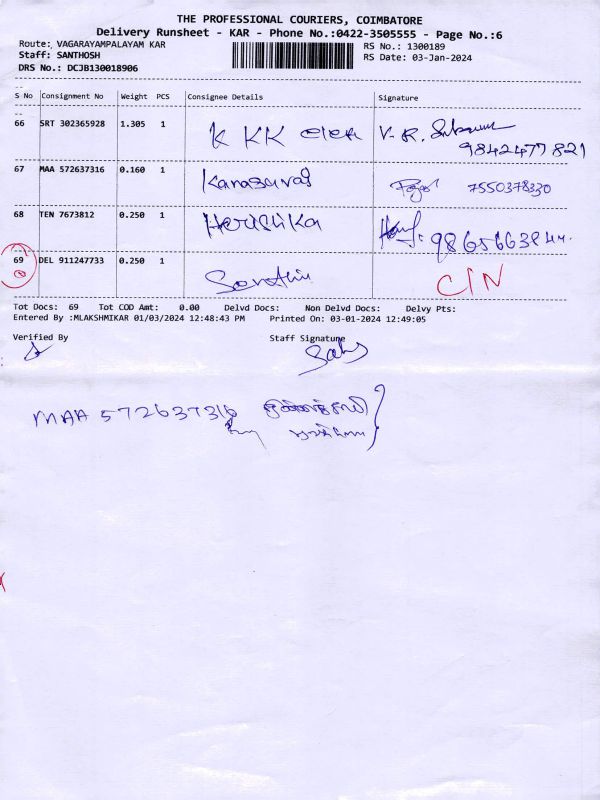 THE PROFESSIONAL COURIERS, COIMBATORE
Delivery Runsheet - KAR - Phone No.:0422-3505555 - Page No.:6
Route: VAGARAYAMPALAYAM KAR RS No.: 1300189
Staff: SANTHOSH RS Date: 03-Jan-2024
DRS No.: DCJB130018906
S No Consignment No Weight PCS Consignee Details Signature
66 SRT 302365928 1.305 1 K KK V. R.
9842477821
67 MAA 572637316 0.160 1 Kanagaraj 7550378330
68 TEN 7673812 0.250 1 Herishka
69 DEL 911247733 0.250 1 C/N
Tot Docs: 69 Tot COD Amt: 0.00 Delvd Docs: Non Delvd Docs: Delvy Pts:
Entered By :MLAKSHMIKAR 01/03/2024 12:48:43 PM Printed On: 03-01-2024 12:49:05
Verified By Staff Signature
MAA 572637316